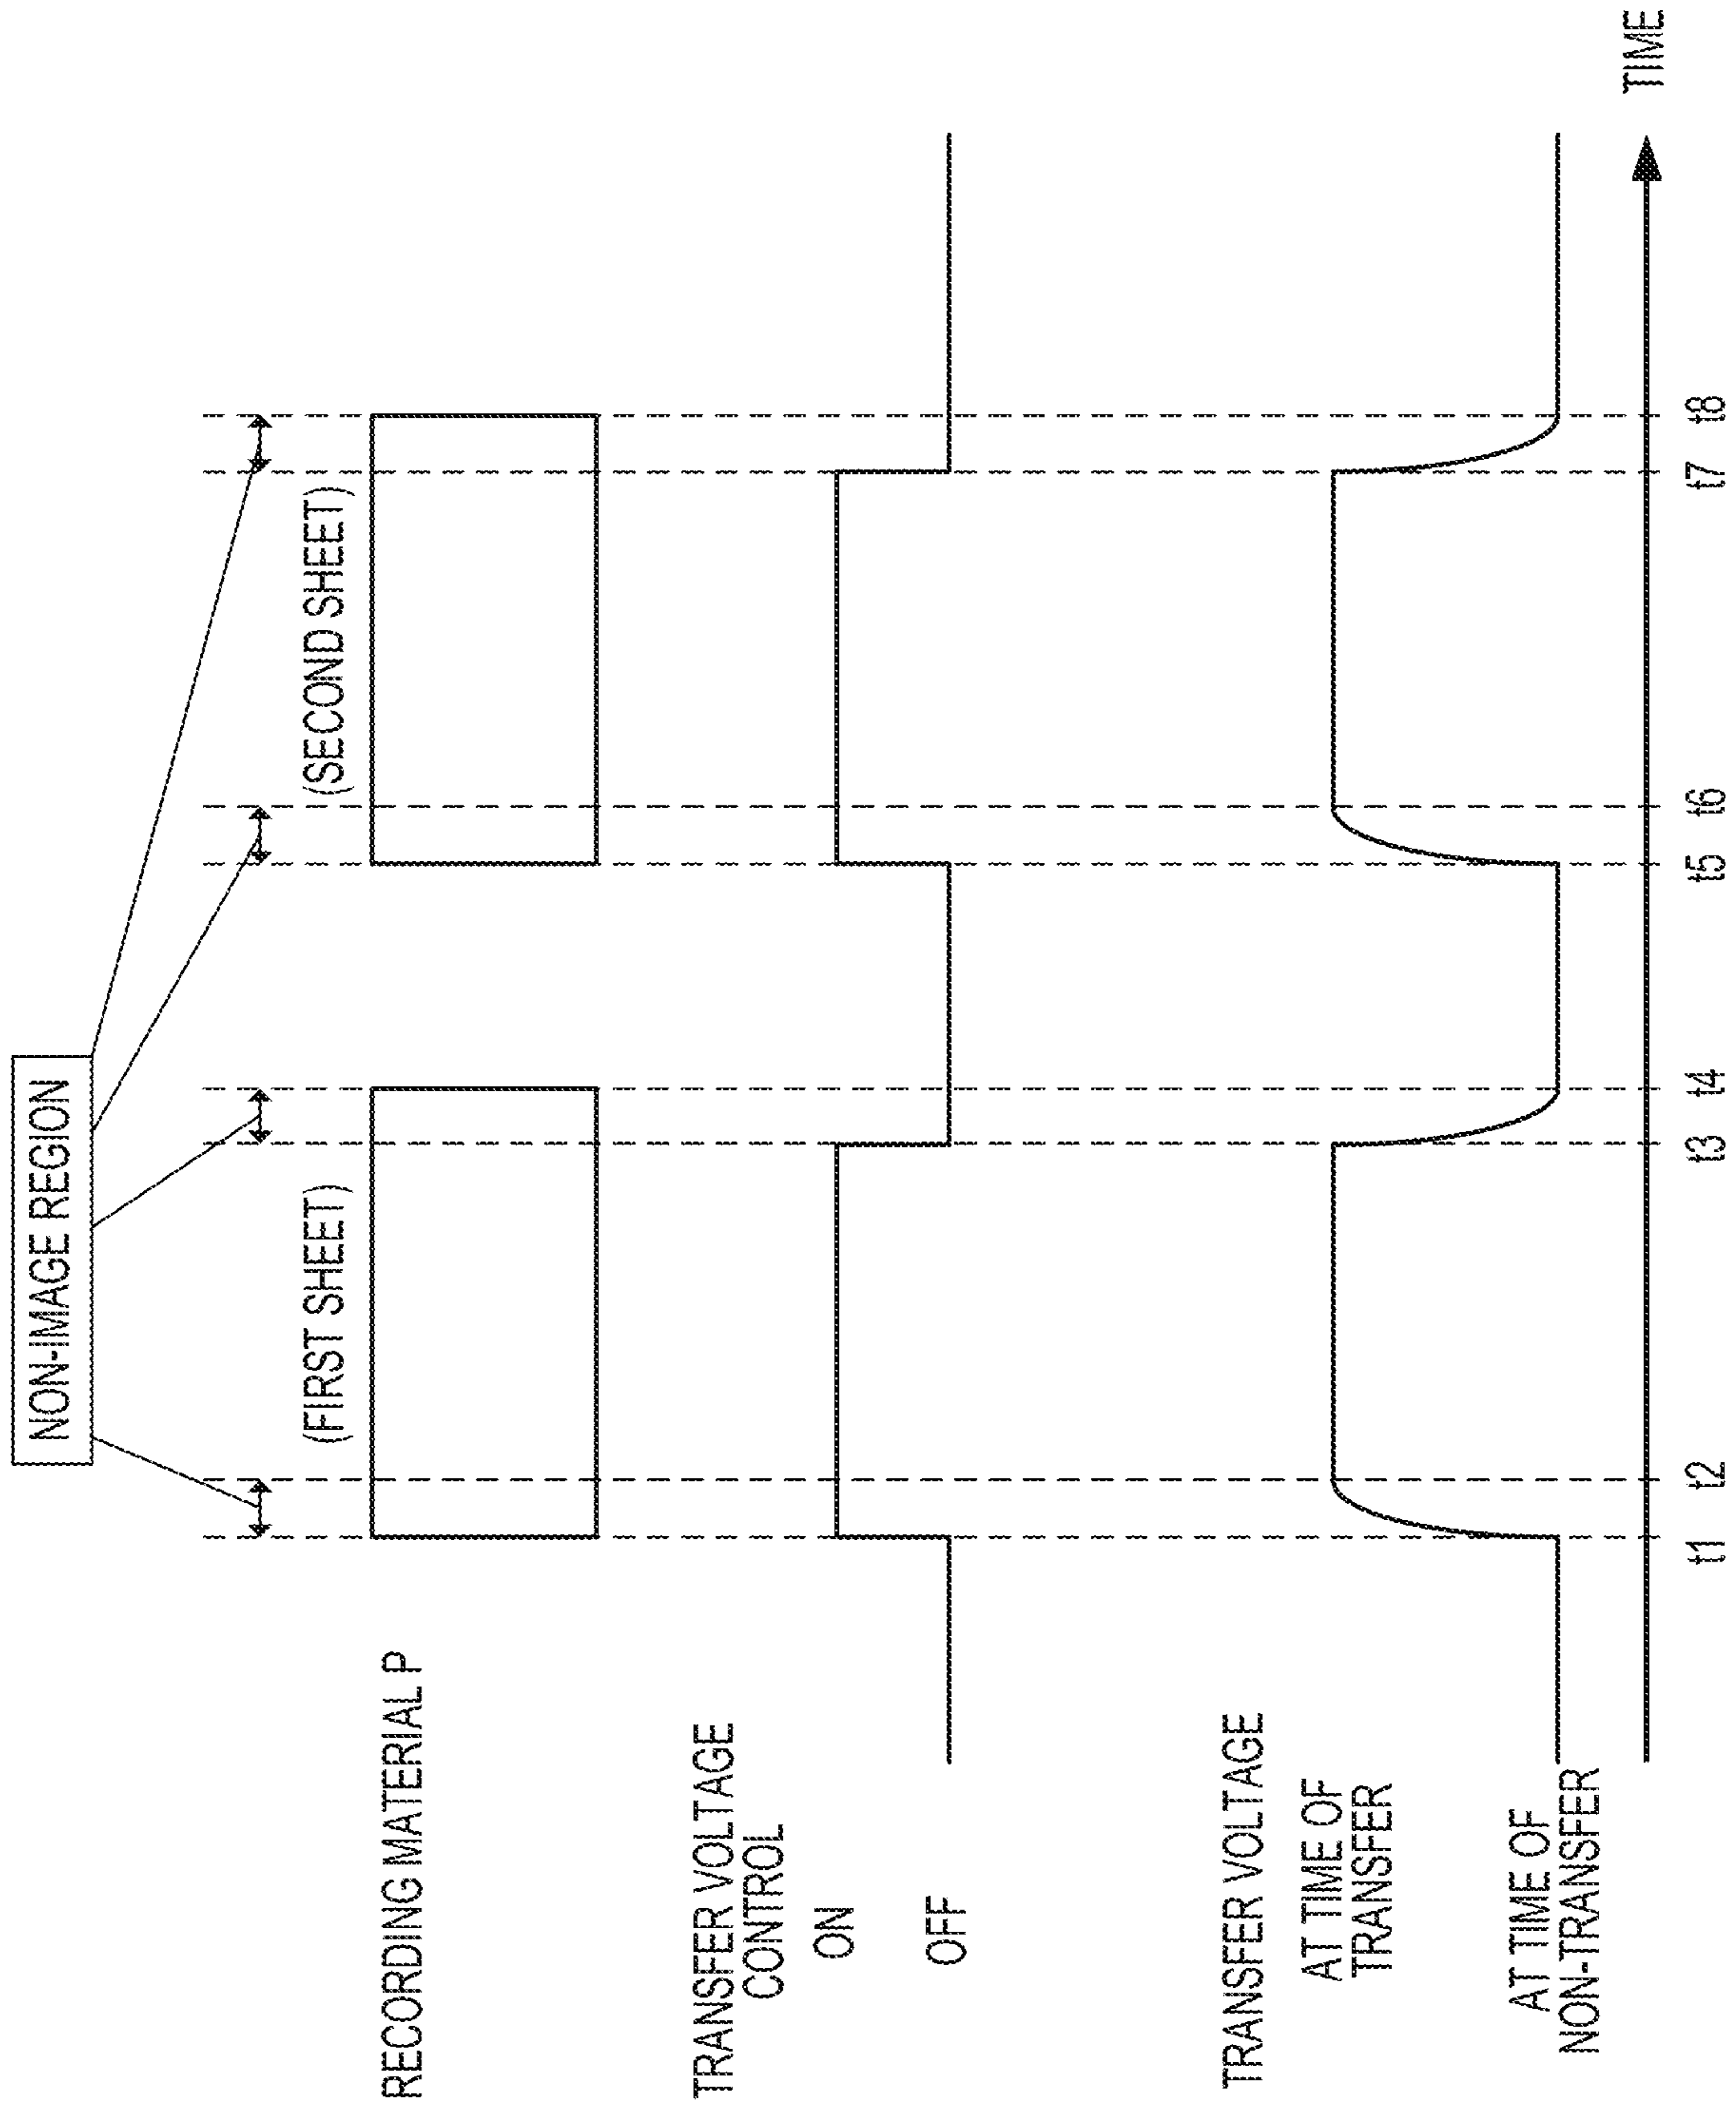 NON-IMAGE REGION
(FIRST SHEET)
(SECOND SHEET)
RECORDING MATERIAL P
TRANSFER VOLTAGE
CONTROL
ON
OFF
TRANSFER VOLTAGE
AT TIME OF
TRANSFER
AT TIME OF
NON-TRANSFER
TIME
t1
t2
t3
t4
t5
t6
t7
t8